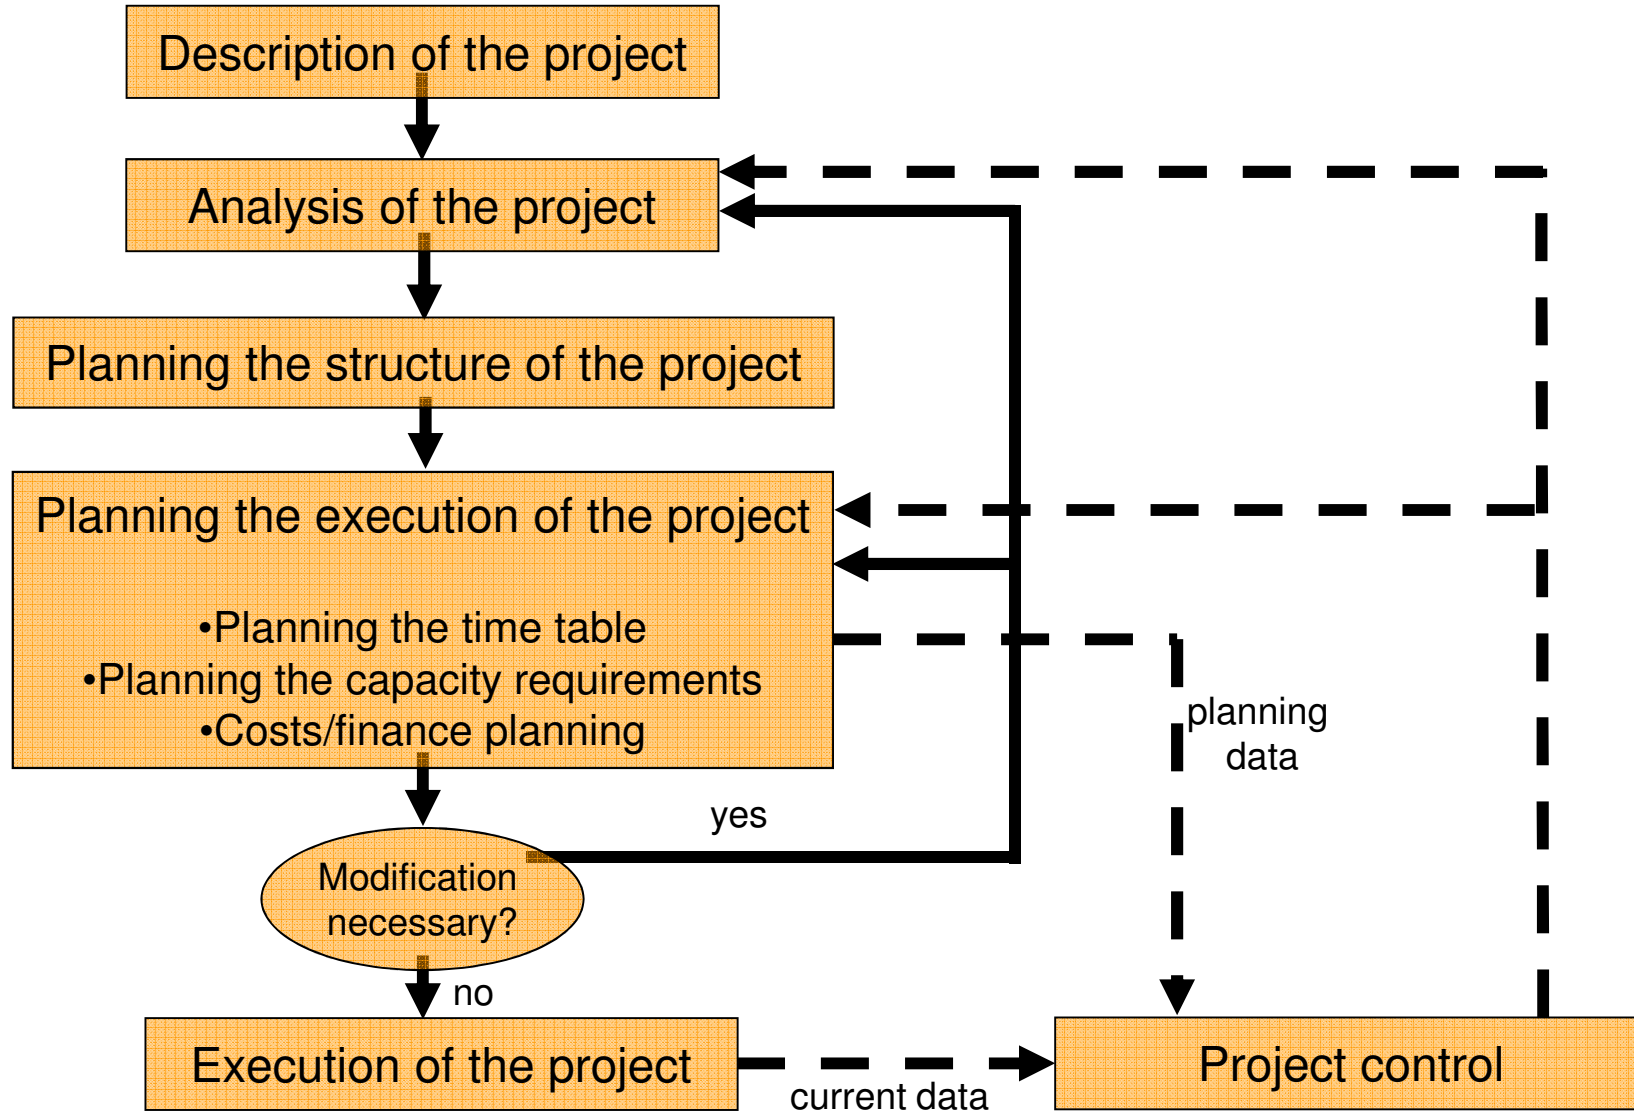 Description of the project
Analysis of the project
Planning the structure of the project
Planning the execution of the project
•Planning the time table
•Planning the capacity requirements
•Costs/finance planning
planning
data
yes
Modification
necessary?
no
Execution of the project
current data
Project control